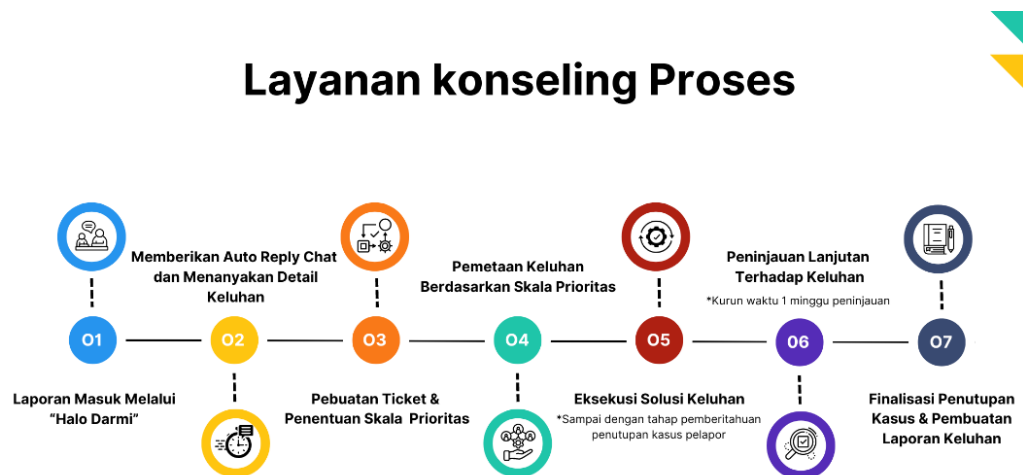 Layanan konseling Proses
01
Laporan Masuk Melalui
“Halo Darmi”
Memberikan Auto Reply Chat
dan Menanyakan Detail
Keluhan
02
03
Pebuatan Ticket &
Penentuan Skala Prioritas
Pemetaan Keluhan
Berdasarkan Skala Prioritas
04
05
Eksekusi Solusi Keluhan
*Sampai dengan tahap pemberitahuan
penutupan kasus pelapor
Peninjauan Lanjutan
Terhadap Keluhan
*Kurun waktu 1 minggu peninjauan
06
07
Finalisasi Penutupan
Kasus & Pembuatan
Laporan Keluhan